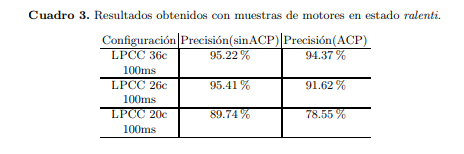 Cuadro 3. Resultados obtenidos con muestras de motores en estado ralenti.
Configuración Precisión(sinACP) Precisión(ACP)
LPCC 36c 95.22 % 94.37 %
100ms
LPCC 26c 95.41 % 91.62 %
100ms
LPCC 20c 89.74 % 78.55 %
100ms